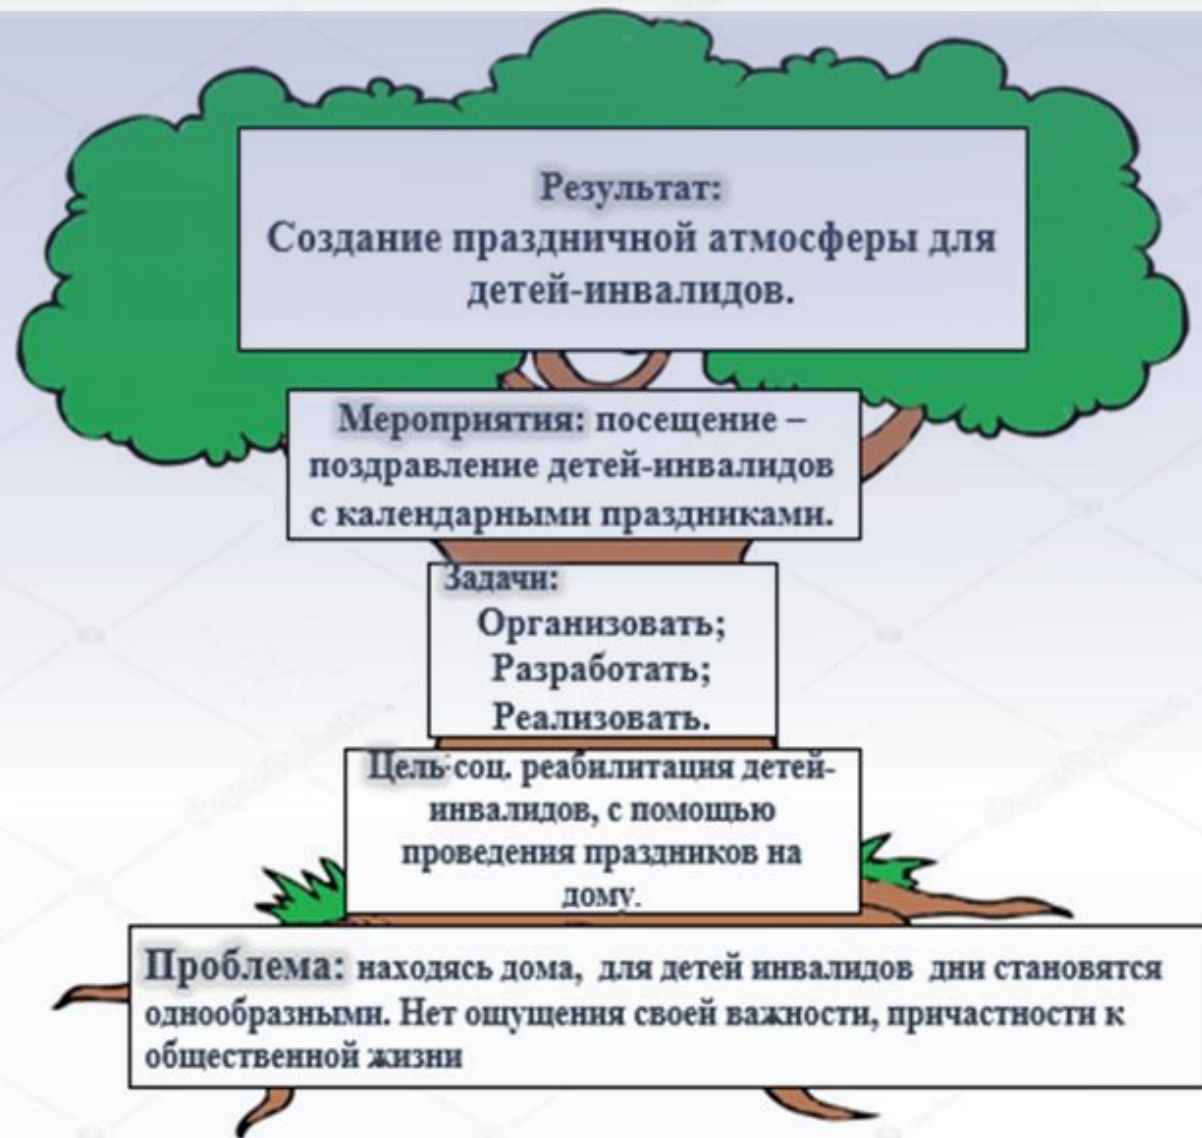 Результат:
Создание праздничной атмосферы для
детей-инвалидов.
Мероприятия: посещение –
поздравление детей-инвалидов
с календарными праздниками.
Задачи:
Организовать;
Разработать;
Реализовать.
Цель-соц. реабилитация детей-
инвалидов, с помощью
проведения праздников на
дому.
Проблема: находясь дома, для детей инвалидов дни становятся
однообразными. Нет ощущения своей важности, причастности к
общественной жизни